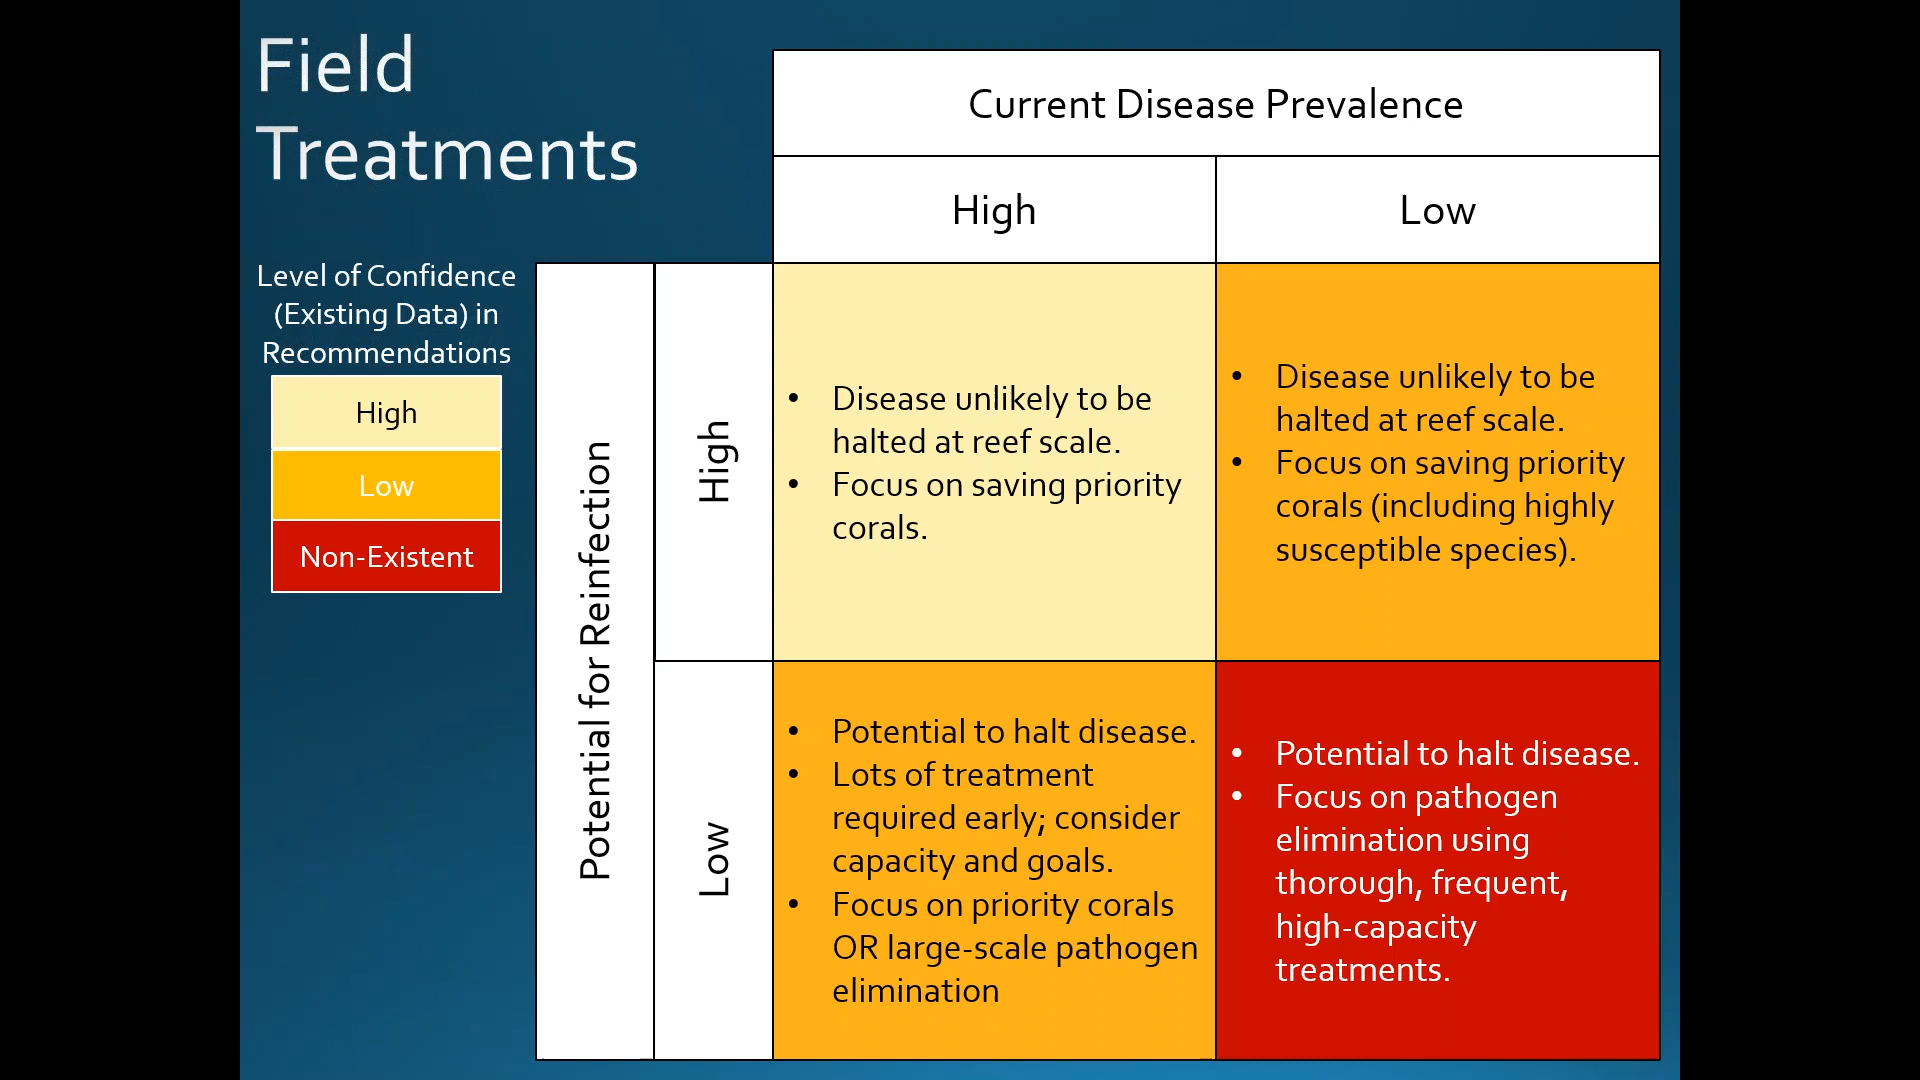 Field
Treatments
Level of Confidence
(Existing Data) in
Recommendations
High
Low
Non-Existent
Current Disease Prevalence
High
Low
Potential for Reinfection
High
• Disease unlikely to be
halted at reef scale.
• Focus on saving priority
corals.
• Disease unlikely to be
halted at reef scale.
• Focus on saving priority
corals (including highly
susceptible species).
Low
• Potential to halt disease.
• Lots of treatment
required early; consider
capacity and goals.
• Focus on priority corals
OR large-scale pathogen
elimination
• Potential to halt disease.
• Focus on pathogen
elimination using
thorough, frequent,
high-capacity
treatments.